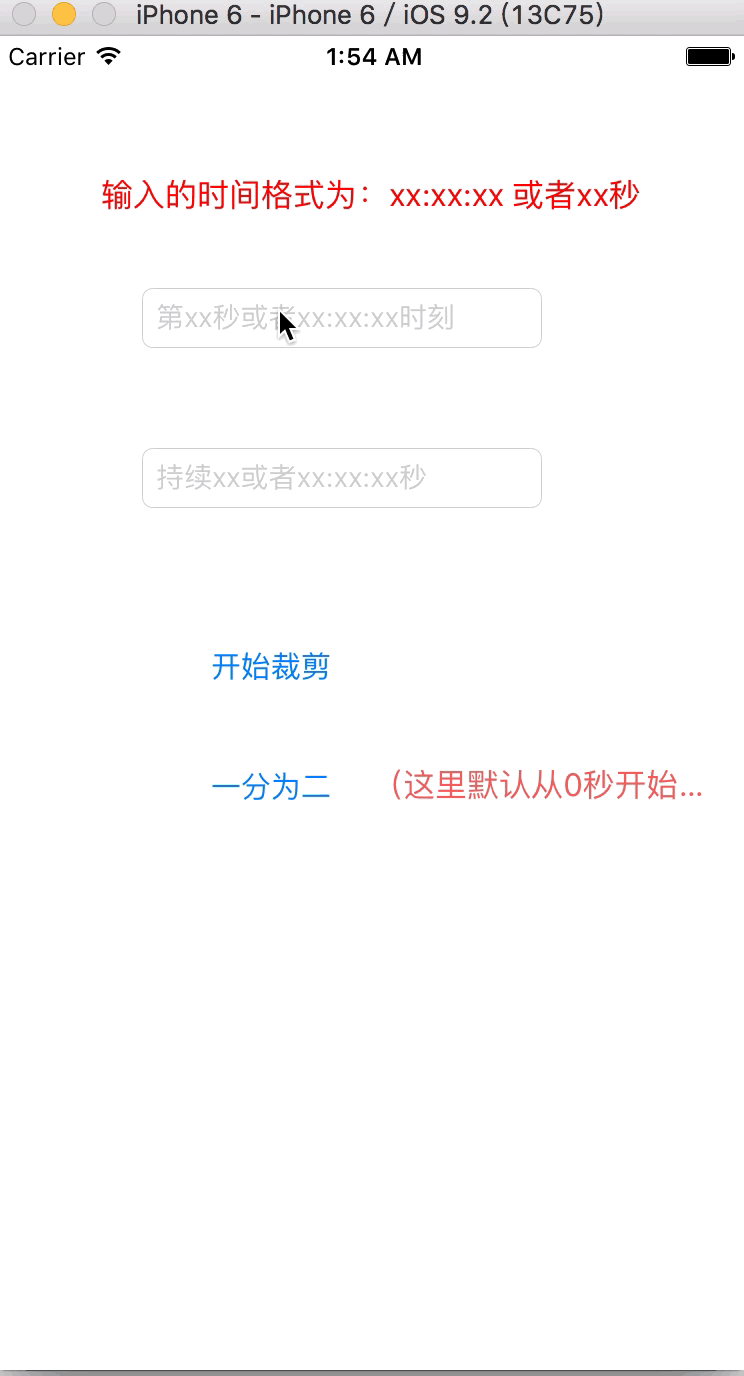 iPhone 6 - iPhone 6 / iOS 9.2 (13C75)
Carrier 1:54 AM
输入的时间格式为：xx:xx:xx 或者xx秒
第xx秒或者xx:xx:xx时刻
持续xx或者xx:xx:xx秒
开始裁剪
一分为二 （这里默认从0秒开始...